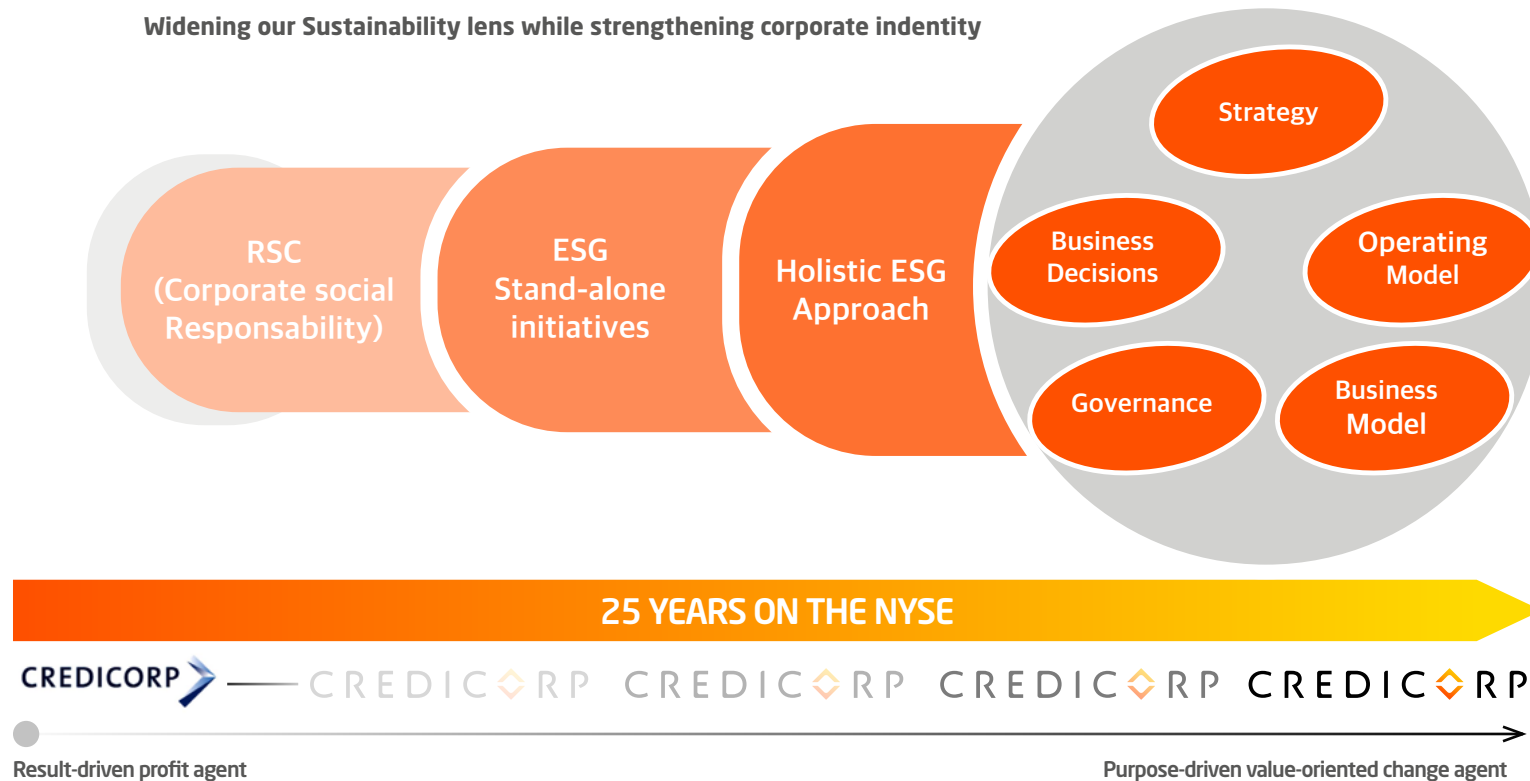 Widening our Sustainability lens while strengthening corporate indentity
RSC
(Corporate social
Responsability)
ESG
Stand-alone
initiatives
Holistic ESG
Approach
Strategy
Business
Decisions
Operating
Model
Governance
Business
Model
25 YEARS ON THE NYSE
CREDICORP
CREDICORP
CREDICORP
CREDICORP
CREDICORP
Result-driven profit agent
Purpose-driven value-oriented change agent